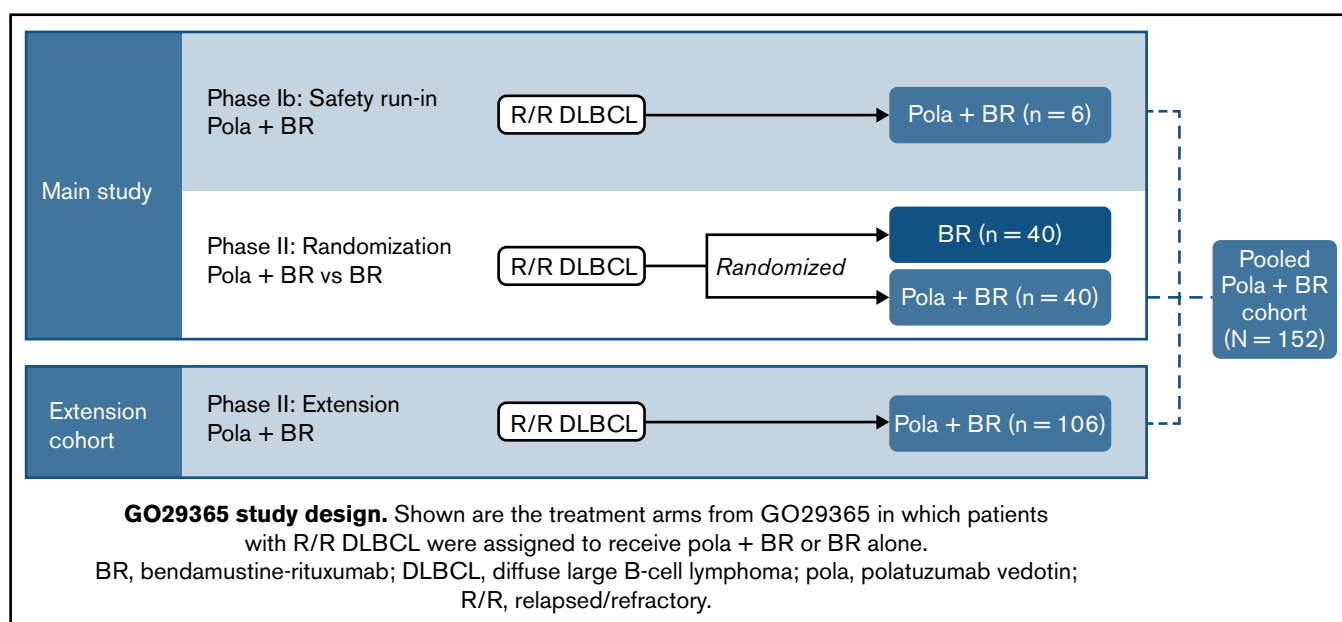 Main study
Phase Ib: Safety run-in
Pola + BR
R/R DLBCL
Pola + BR (n = 6)
Phase II: Randomization
Pola + BR vs BR
R/R DLBCL
Randomized
BR (n = 40)
Pola + BR (n = 40)
Pooled
Pola + BR
cohort
(N = 152)
Extension
cohort
Phase II: Extension
Pola + BR
R/R DLBCL
Pola + BR (n = 106)
GO29365 study design. Shown are the treatment arms from GO29365 in which patients
with R/R DLBCL were assigned to receive pola + BR or BR alone.
BR, bendamustine-rituxumab; DLBCL, diffuse large B-cell lymphoma; pola, polatuzumab vedotin;
R/R, relapsed/refractory.